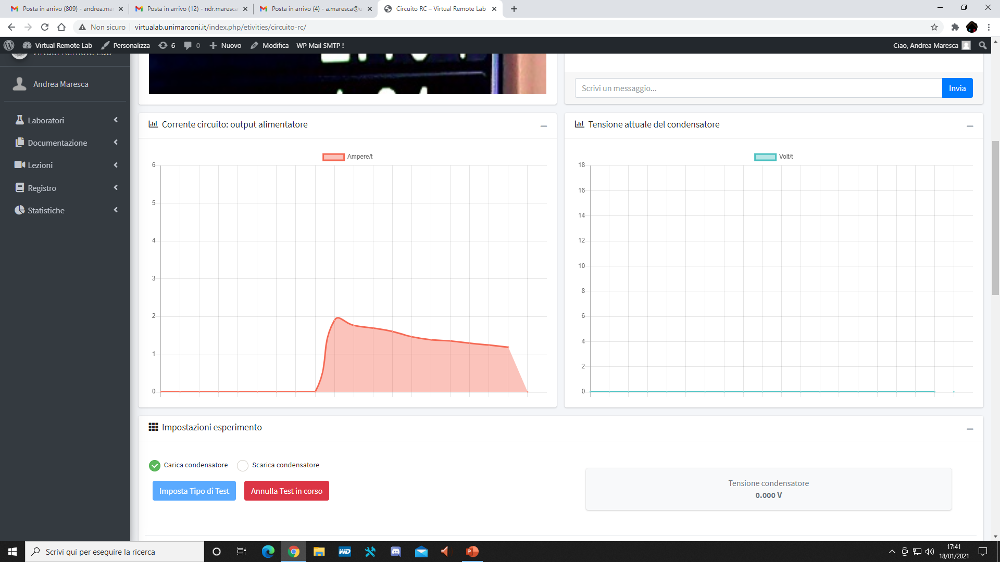 Posta in arrivo (809) - andrea.mar
Posta in arrivo (12) - ndr.maresca
Posta in arrivo (4) - a.maresca@u
Circuito RC – Virtual Remote Lab
Non sicuro
virtualab.unimarconi.it/index.php/etivities/circuito-rc/
Virtual Remote Lab
Personalizza
6
0
Nuovo
Modifica
WP Mail SMTP !
Ciao, Andrea Maresca
Virtual Remote Lab
Andrea Maresca
Laboratori
Documentazione
Lezioni
Registro
Statistiche
Scrivi un messaggio...
Invia
Corrente circuito: output alimentatore
Ampere/t
6
5
4
3
2
1
0
Tensione attuale del condensatore
Volt/t
18
16
14
12
10
8
6
4
2
0
Impostazioni esperimento
Carica condensatore
Scarica condensatore
Imposta Tipo di Test
Annulla Test in corso
Tensione condensatore
0.000 V
Scrivi qui per eseguire la ricerca
WD
P
17:41
18/01/2021